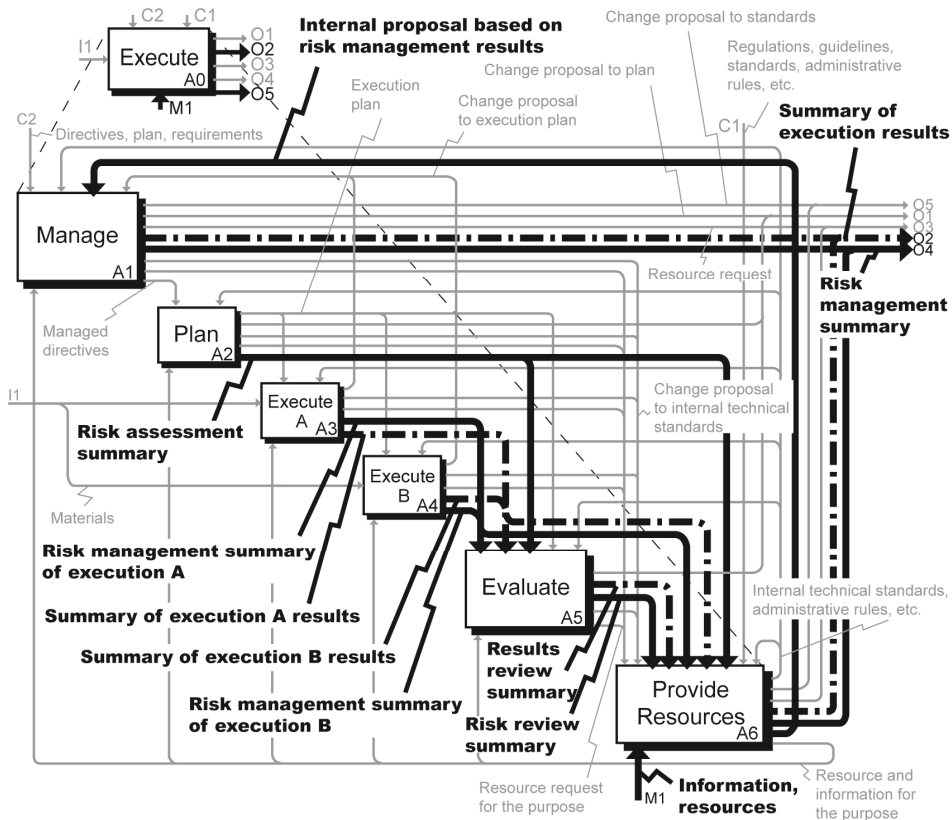 C2
C1
I1
Execute
A0
O1
O2
O3
O4
O5
M1
Internal proposal based on
risk management results
Change proposal to standards
Regulations, guidelines,
standards, administrative
rules, etc.
Change proposal to plan
Execution
plan
Change proposal
to execution plan
Summary of
execution results
C2
Directives, plan, requirements
C1
Manage
A1
O5
O1
O3
O2
O4
Resource request
Risk
management
summary
Managed
directives
Plan
A2
I1
Execute
A
A3
Change proposal
to internal technical
standards
Risk assessment
summary
Execute
B
A4
Materials
Risk management summary
of execution A
Evaluate
A5
Summary of execution A results
Internal technical standards,
administrative rules, etc.
Summary of execution B results
Results
review
summary
Provide
Resources
A6
Risk management summary
of execution B
Risk review
summary
Resource request
for the purpose
M1
Information,
resources
Resource and
information for
the purpose